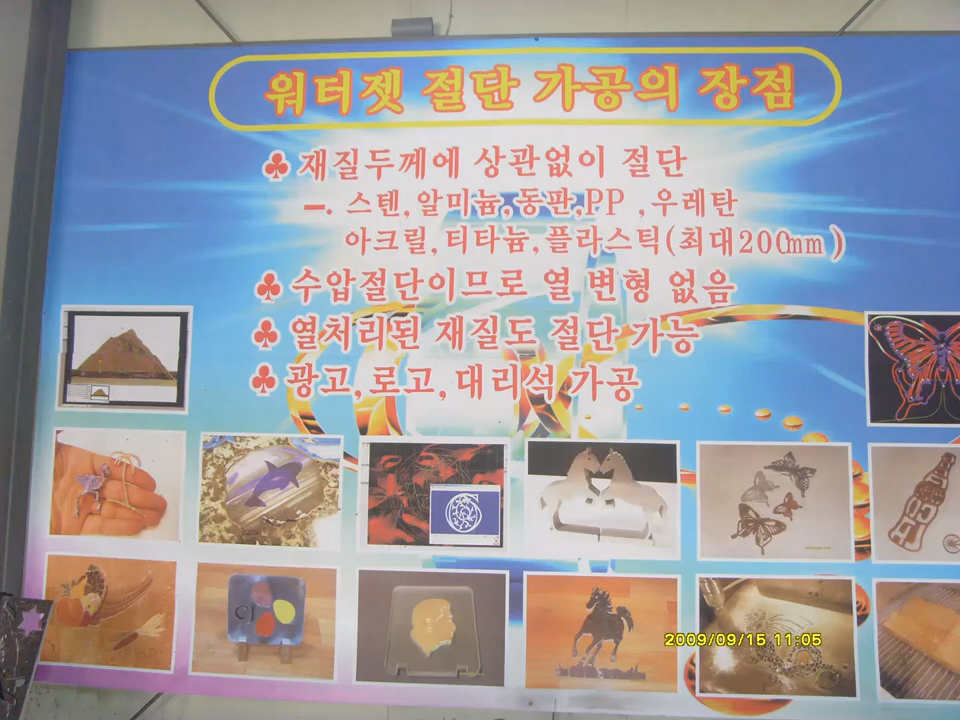 워터젯 절단 가공의 장점
♣ 재질두께에 상관없이 절단
–. 스텐,알미늄,동판,PP ,우레탄
아크릴,티타늄,플라스틱(최대200mm)
♣ 수압절단이므로 열 변형 없음
♣ 열처리된 재질도 절단 가능
♣ 광고,로고,대리석 가공
2009/09/15 11:05